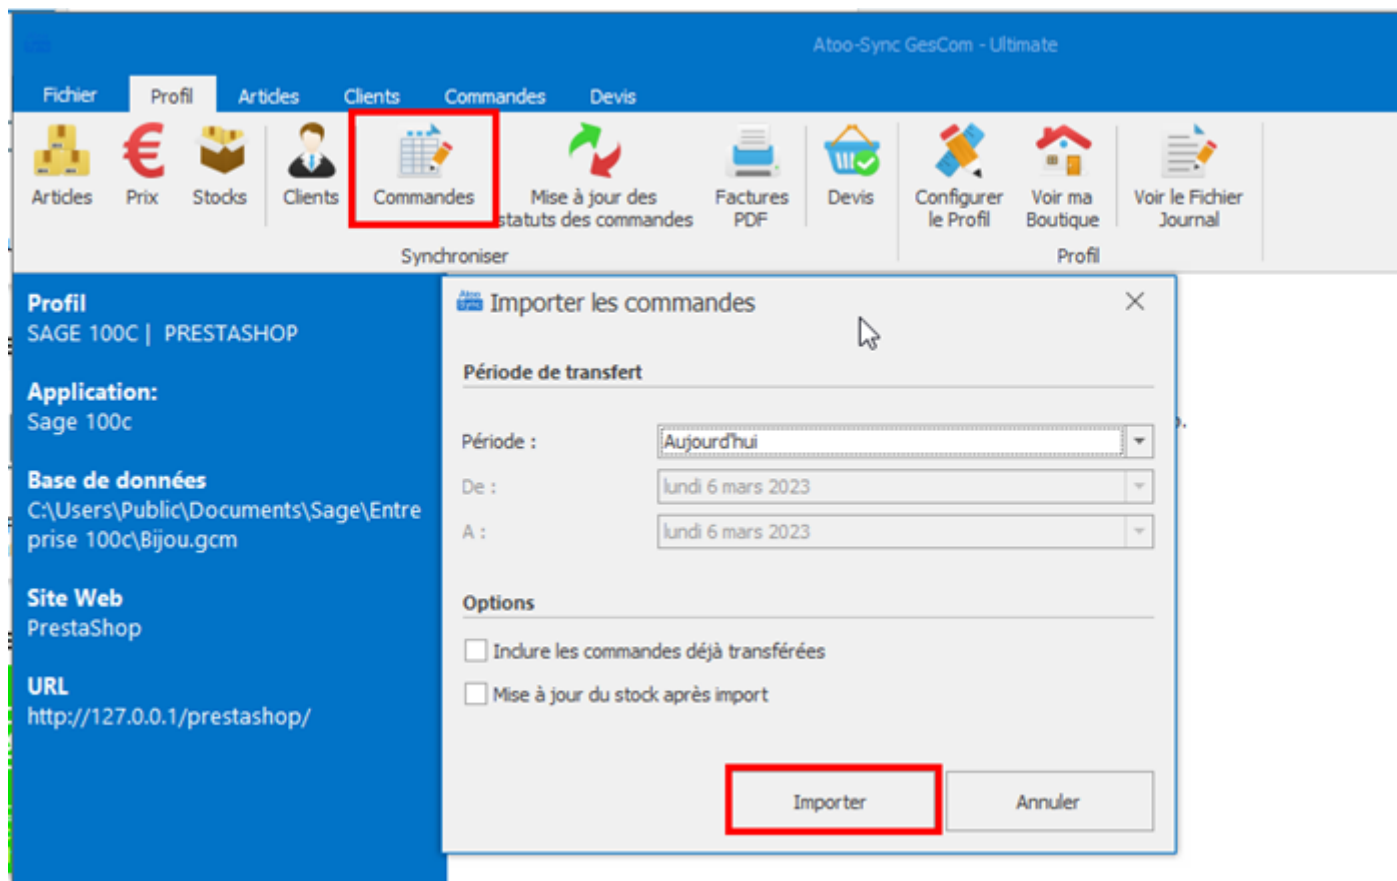 Atoo-Sync GesCom - Ultimate
Fichier Profil Articles Clients Commandes Devis
Articles Prix Stocks Clients Commandes Mise à jour des statuts des commandes Factures PDF Devis Configurer le Profil Voir ma Boutique Voir le Fichier Journal
Synchroniser Profil
Profil
SAGE 100C | PRESTASHOP
Application:
Sage 100c
Base de données
C:\Users\Public\Documents\Sage\Entre
prise 100c\Bijou.gcm
Site Web
PrestaShop
URL
http://127.0.0.1/prestashop/
Atoo Sync Importer les commandes
Période de transfert
Période : Aujourd'hui
De : lundi 6 mars 2023
A : lundi 6 mars 2023
Options
Inclure les commandes déjà transférées
Mise à jour du stock après import
Importer Annuler